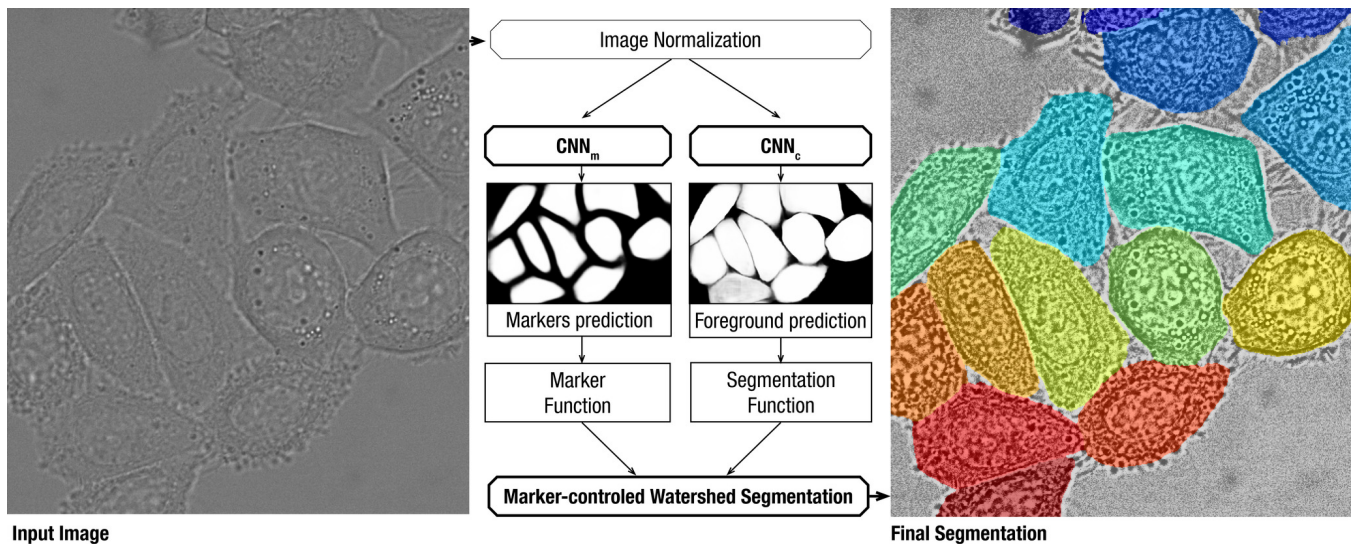 Image Normalization
CNNm
CNNc
Markers prediction
Foreground prediction
Marker
Function
Segmentation
Function
Marker-controled Watershed Segmentation
Input Image
Final Segmentation